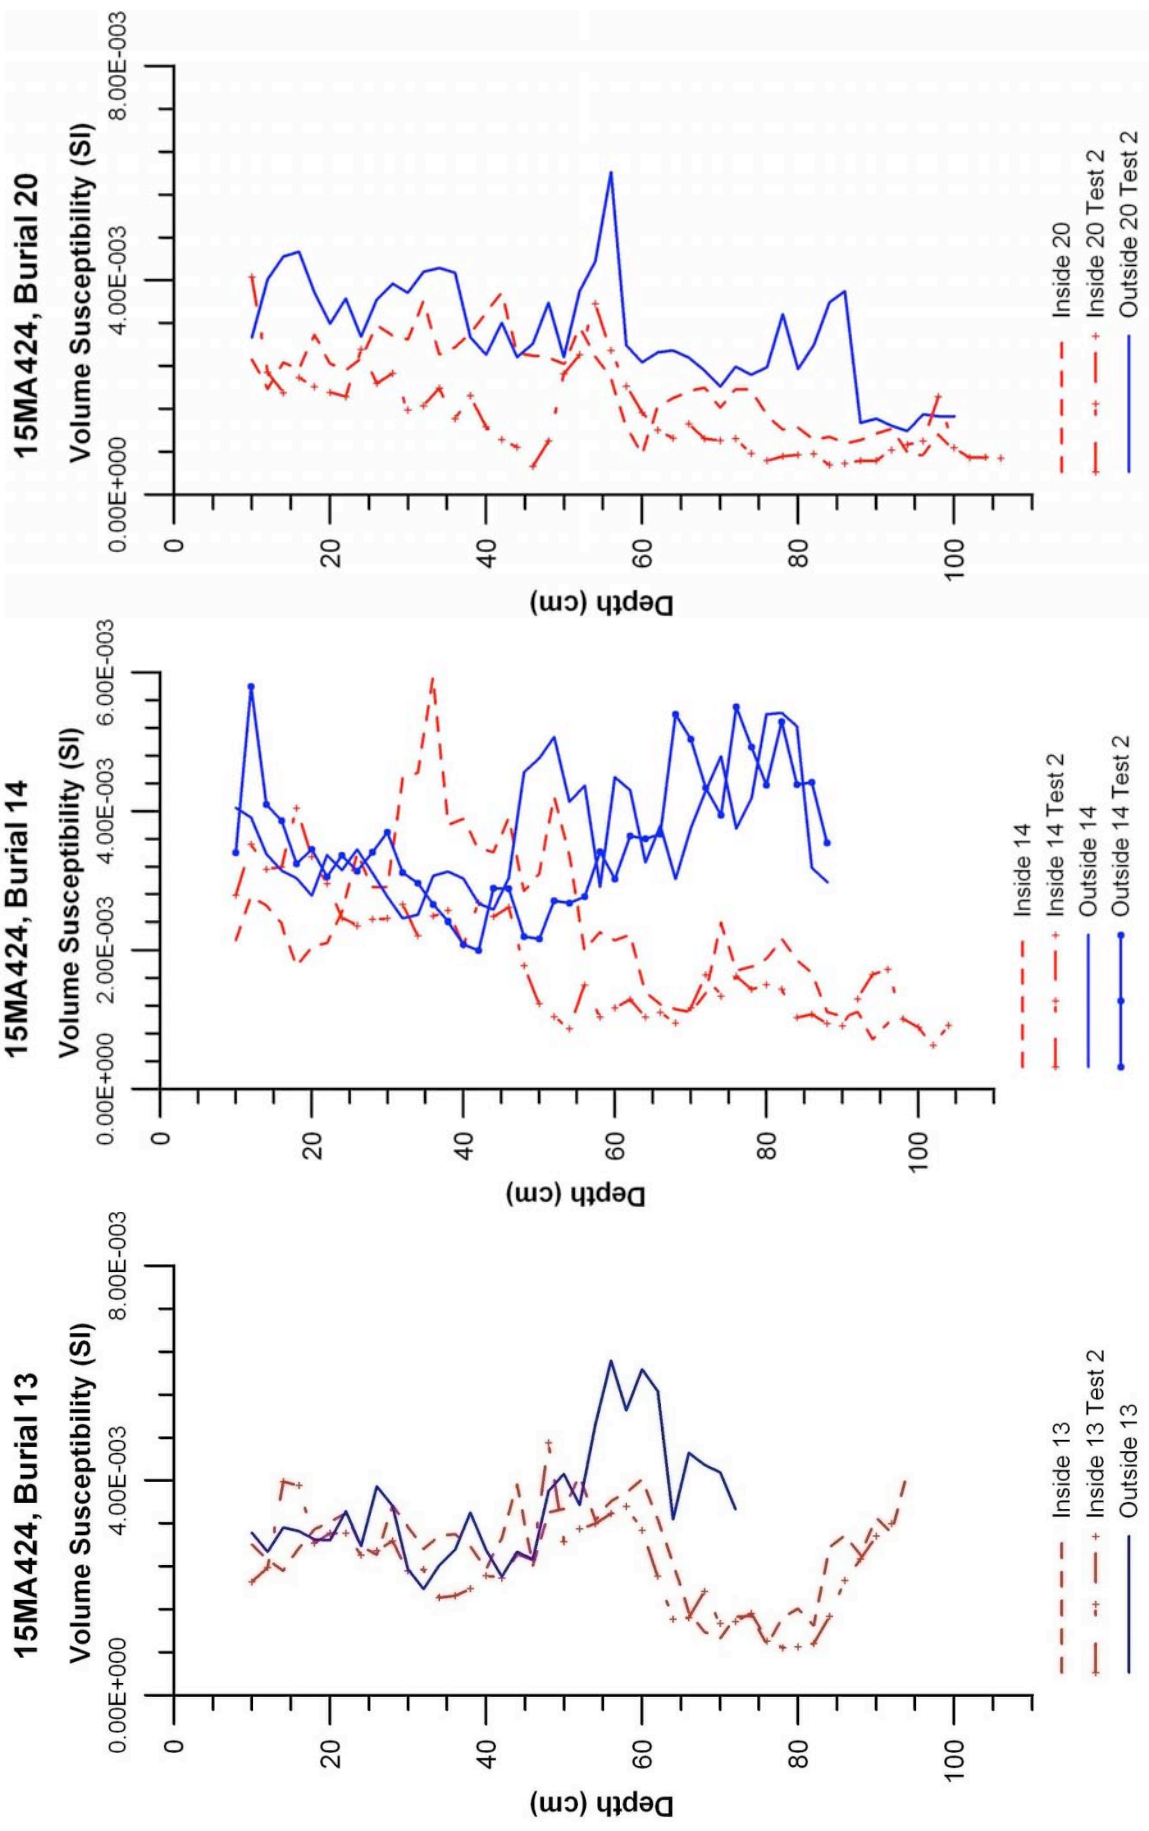 15MA424, Burial 13
Volume Susceptibility (SI)
0.00E+000 4.00E-003 8.00E-003
0
20
40
60
80
100
Depth (cm)
Inside 13
Inside 13 Test 2
Outside 13
15MA424, Burial 14
Volume Susceptibility (SI)
0.00E+000 2.00E-003 4.00E-003 6.00E-003
0
20
40
60
80
100
Depth (cm)
Inside 14
Inside 14 Test 2
Outside 14
Outside 14 Test 2
15MA424, Burial 20
Volume Susceptibility (SI)
0.00E+000 4.00E-003 8.00E-003
0
20
40
60
80
100
Depth (cm)
Inside 20
Inside 20 Test 2
Outside 20 Test 2